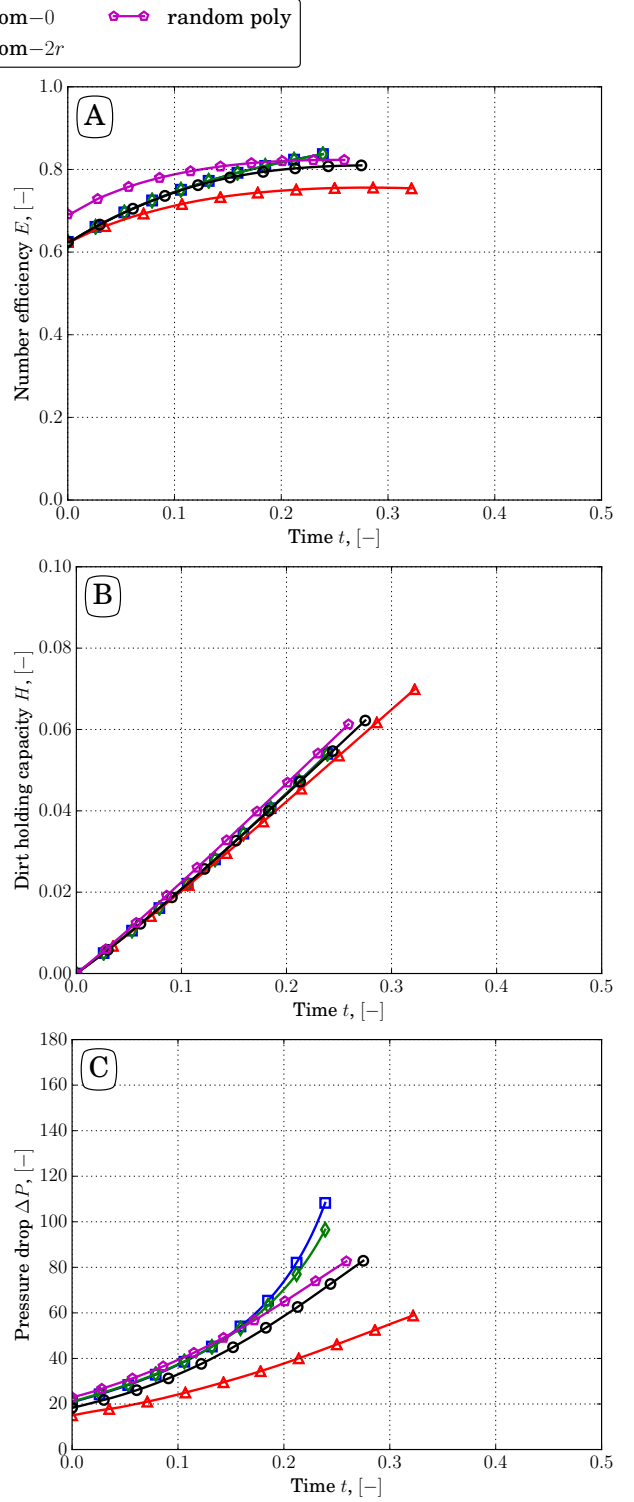 om−0 random poly
om−2r
A
1.0
0.8
0.6
0.4
0.2
0.0
Number efficiency E, [−]
0.0 0.1 0.2 0.3 0.4 0.5
Time t, [−]
B
0.10
0.08
0.06
0.04
0.02
0.00
Dirt holding capacity H, [−]
0.0 0.1 0.2 0.3 0.4 0.5
Time t, [−]
C
180
160
140
120
100
80
60
40
20
0
Pressure drop ΔP, [−]
0.0 0.1 0.2 0.3 0.4 0.5
Time t, [−]